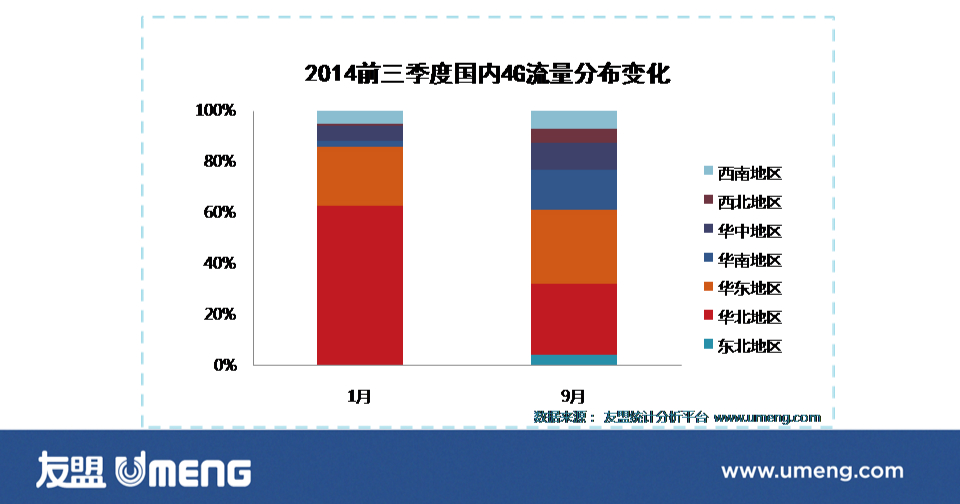 2014前三季度国内4G流量分布变化
100%
80%
60%
40%
20%
0%
1月
9月
西南地区
西北地区
华中地区
华南地区
华东地区
华北地区
东北地区
数据来源： 友盟统计分析平台 www.umeng.com
友盟 UMENG
www.umeng.com